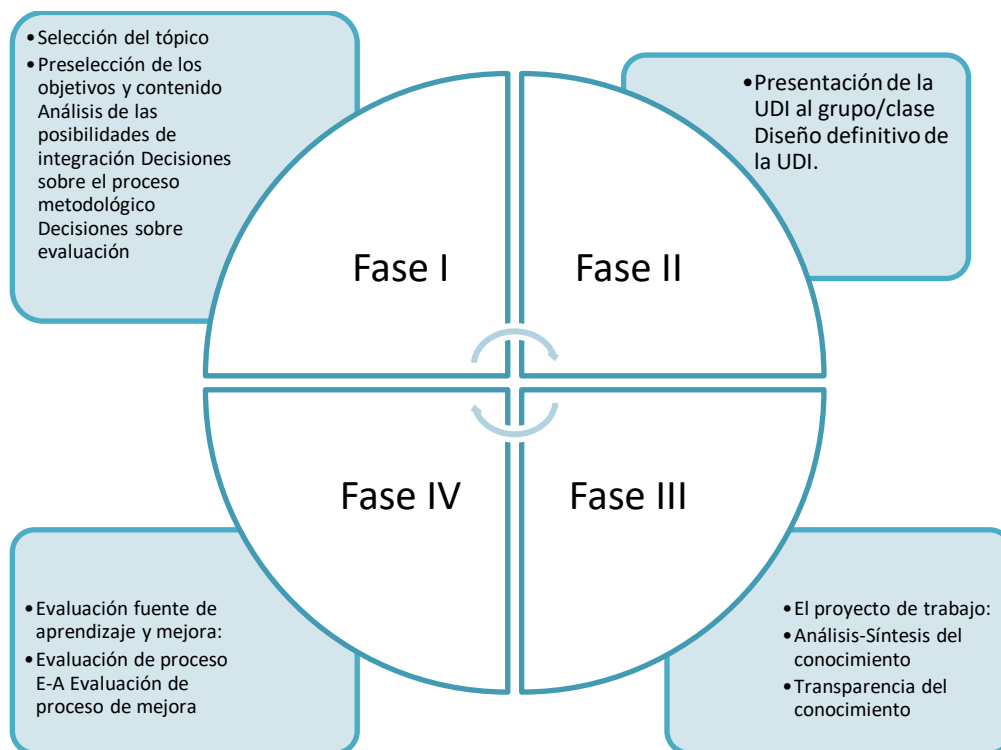 •Selección del tópico
•Preselección de los
objetivos y contenido
Análisis de las
posibilidades de
integración Decisiones
sobre el proceso
metodológico
Decisiones sobre
evaluación
•Presentación de la
UDI al grupo/clase
Diseño definitivo de
la UDI.
Fase I
Fase II
Fase IV
Fase III
•Evaluación fuente de
aprendizaje y mejora:
•Evaluación de proceso
E-A Evaluación de
proceso de mejora
•El proyecto de trabajo:
•Análisis-Síntesis del
conocimiento
•Transparencia del
conocimiento